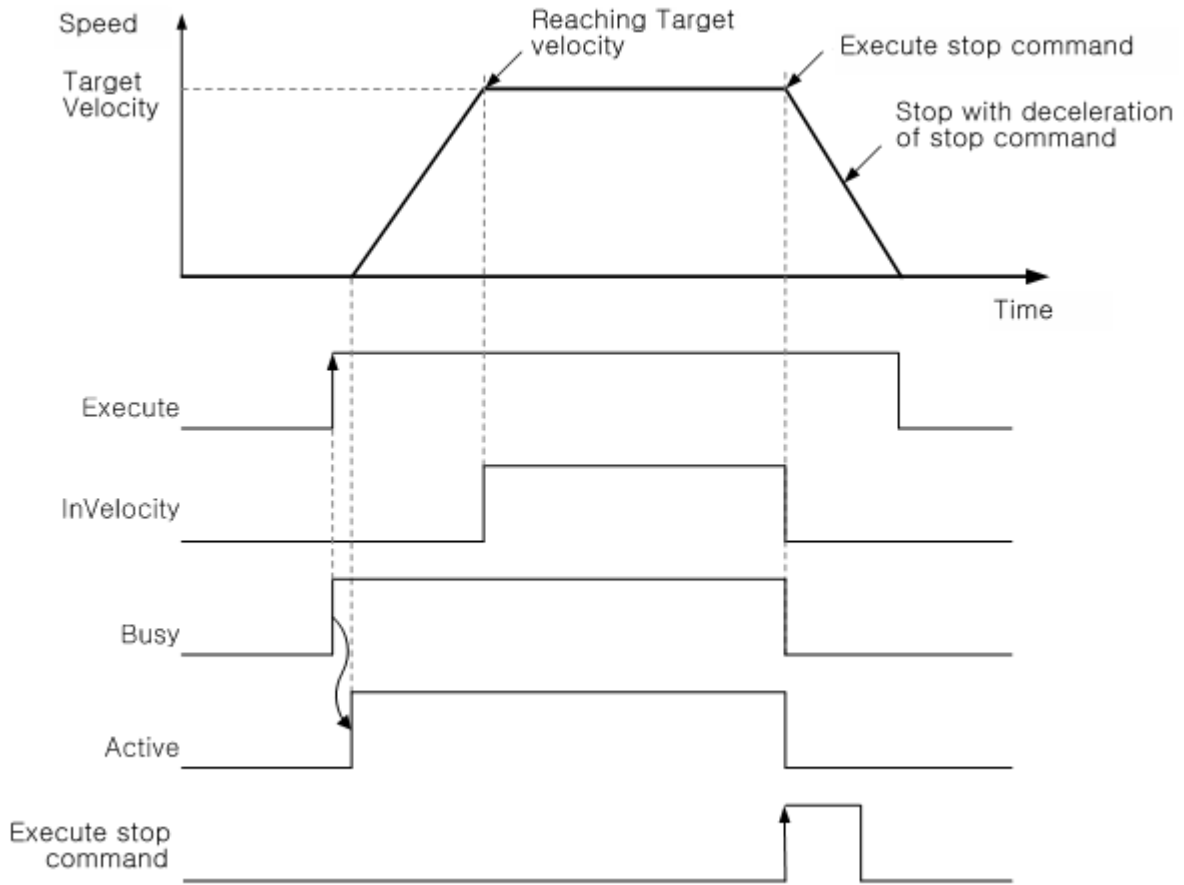 Speed
Reaching Target
velocity
Execute stop command
Target
Velocity
Stop with deceleration
of stop command
Time
Execute
InVelocity
Busy
Active
Execute stop
command